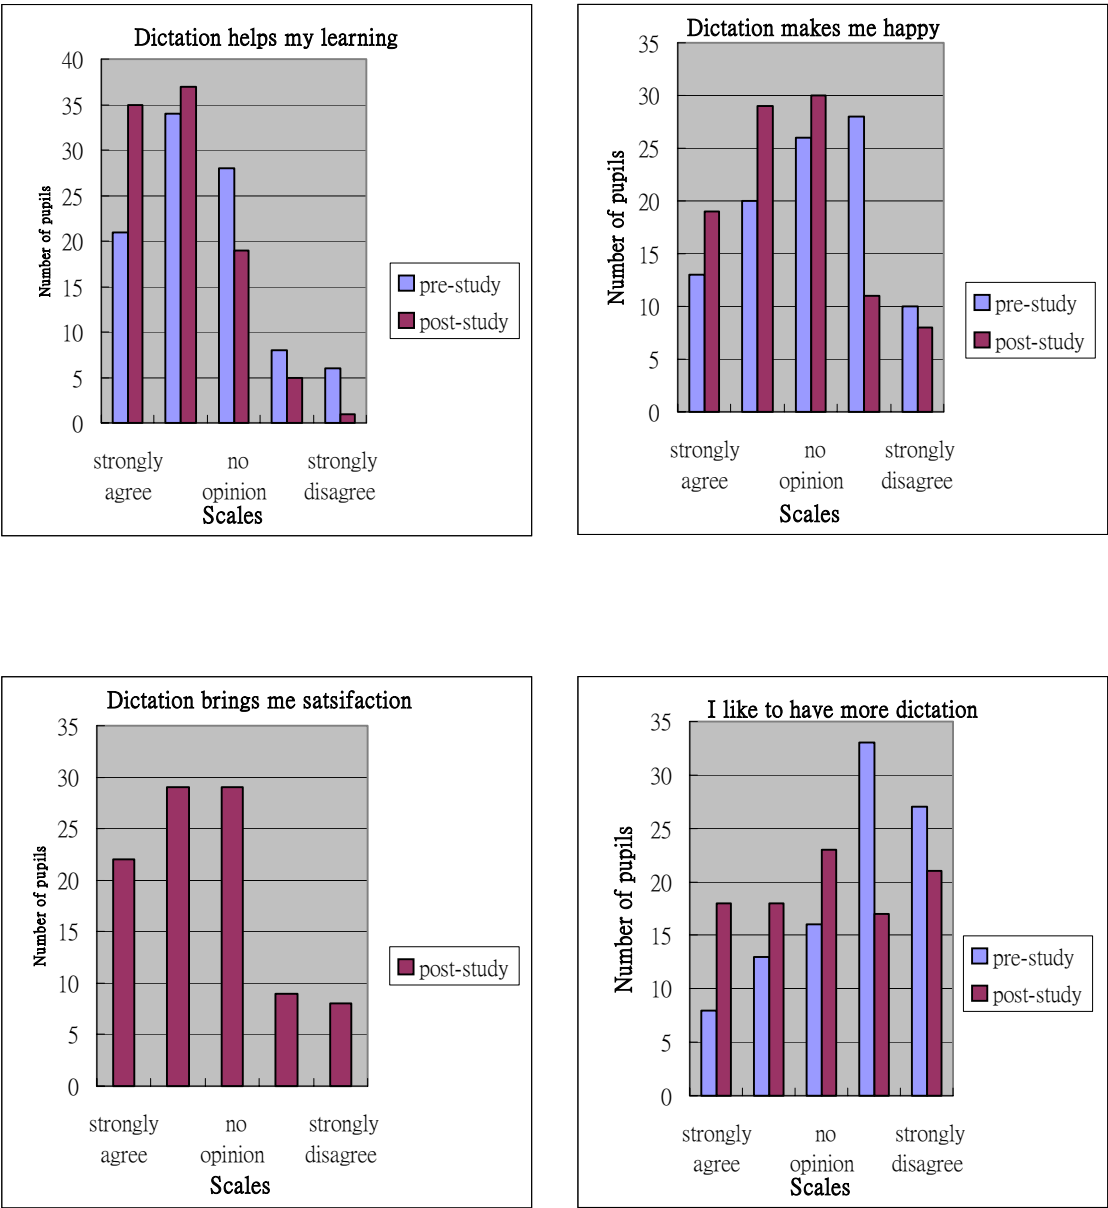 Dictation helps my learning
40
35
30
25
20
15
10
5
0
Number of pupils
strongly agree
no opinion
strongly disagree
Scales
pre-study
post-study
Dictation makes me happy
35
30
25
20
15
10
5
0
Number of pupils
strongly agree
no opinion
strongly disagree
Scales
pre-study
post-study
Dictation brings me satsifaction
35
30
25
20
15
10
5
0
Number of pupils
strongly agree
no opinion
strongly disagree
Scales
post-study
I like to have more dictation
35
30
25
20
15
10
5
0
Number of pupils
strongly agree
no opinion
strongly disagree
Scales
pre-study
post-study